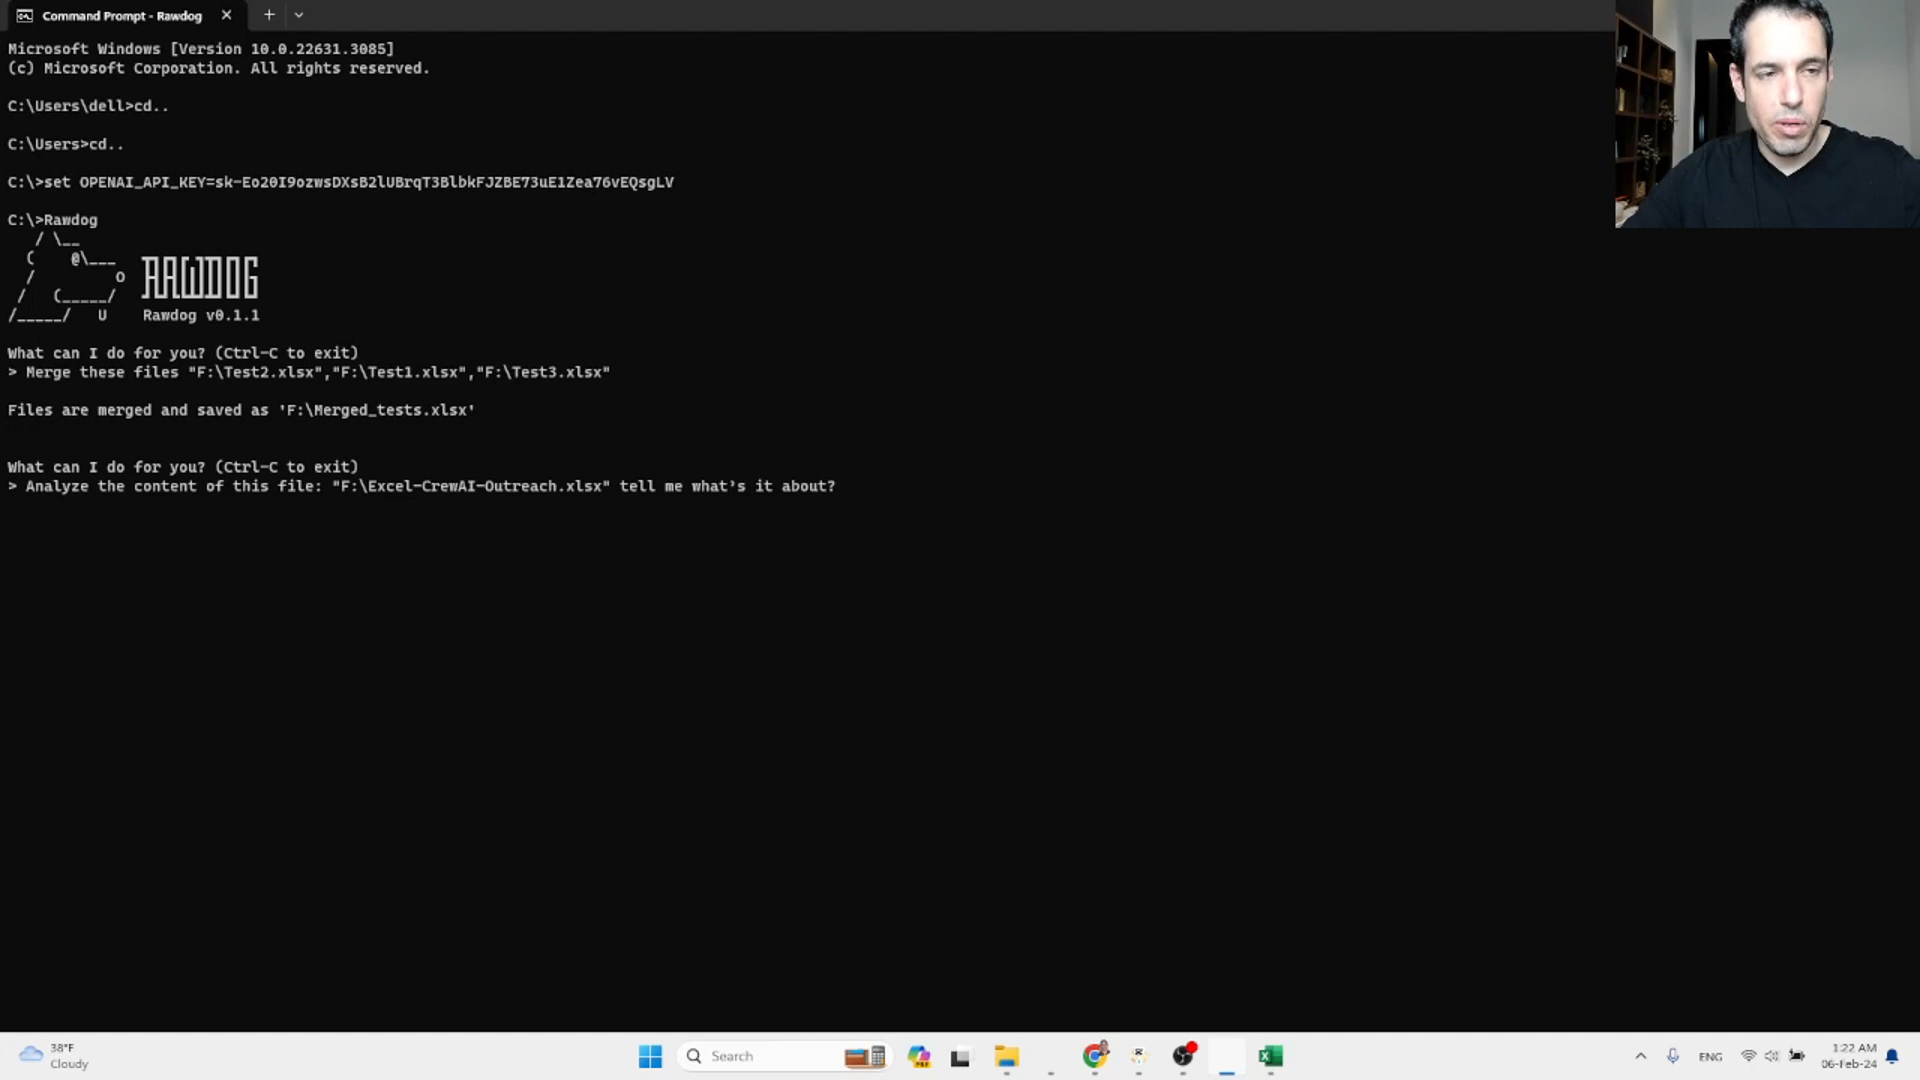 Command Prompt - Rawdog
Microsoft Windows [Version 10.0.22631.3085]
(c) Microsoft Corporation. All rights reserved.
C:\Users\dell>cd..
C:\Users>cd..
C:\>set OPENAI_API_KEY=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
C:\>Rawdog
RAWDOG
Rawdog v0.1.1
What can I do for you? (Ctrl-C to exit)
> Merge these files "F:\Test2.xlsx","F:\Test1.xlsx","F:\Test3.xlsx"
Files are merged and saved as 'F:\Merged_tests.xlsx'
What can I do for you? (Ctrl-C to exit)
> Analyze the content of this file: "F:\Excel-CrewAI-Outreach.xlsx" tell me what's it about?
38°F
Cloudy
Search
ENG
1:22 AM
06-Feb-24